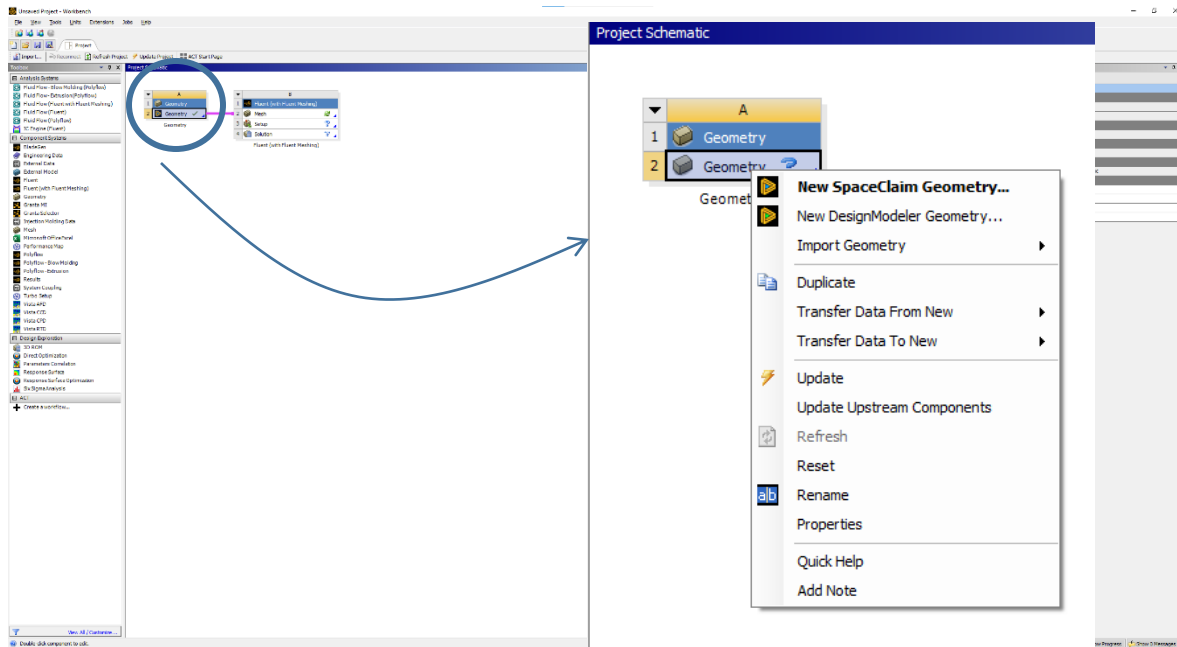 Unsaved Project - Workbench
File View Tools Units Extensions Jobs Help
Project
Import... Reconnect Refresh Project Update Project ACT Start Page
Toolbox
Project Schematic
Analysis Systems
Fluid Flow - Blow Molding (Polyflow)
Fluid Flow - Extrusion (Polyflow)
Fluid Flow (Fluent with Fluent Meshing)
Fluid Flow (Fluent)
Fluid Flow (Polyflow)
IC Engine (Fluent)
Component Systems
BladeGen
Engineering Data
External Data
External Model
Fluent
Fluent (with Fluent Meshing)
Geometry
Granta MI
Granta Selector
Injection Molding Data
Mesh
Microsoft Office Excel
Performance Map
Polyflow
Polyflow - Blow Molding
Polyflow - Extrusion
Results
System Coupling
Turbo Setup
Vista AFD
Vista CCD
Vista CPD
Vista RTD
Design Exploration
3D ROM
Direct Optimization
Parameters Correlation
Response Surface
Response Surface Optimization
Six Sigma Analysis
ACT
Create a workflow...
View All / Customize...
Double-click component to edit.
A
1 Geometry
2 Geometry
Geometry
B
1 Fluent (with Fluent Meshing)
2 Mesh
3 Setup
4 Solution
Fluent (with Fluent Meshing)
Project Schematic
A
1 Geometry
2 Geometry
Geomet
New SpaceClaim Geometry...
New DesignModeler Geometry...
Import Geometry
Duplicate
Transfer Data From New
Transfer Data To New
Update
Update Upstream Components
Refresh
Reset
a|b Rename
Properties
Quick Help
Add Note
Progress
Show 3 Messages